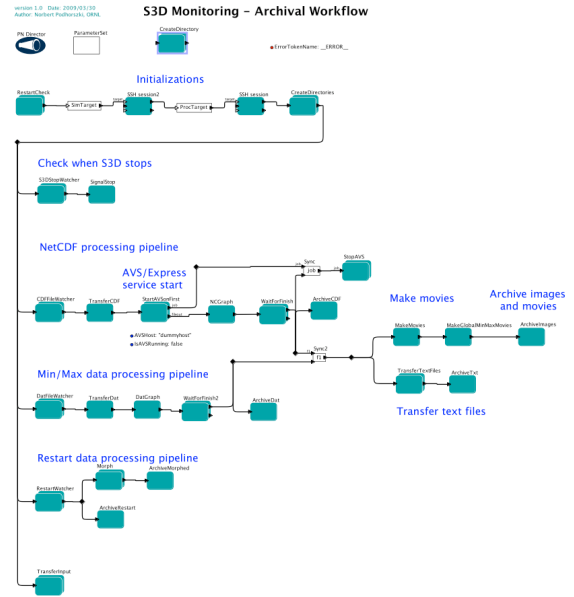 version 1.0 Date: 2009/03/30
Author: Norbert Podhorszki, ORNL
S3D Monitoring - Archival Workflow
PN Director
ParameterSet
CreateDirectory
ErrorTokenName: __ERROR__
Initializations
RestartCheck
SimTarget
SSH session2
ProcTarget
SSH session
CreateDirectories
Check when S3D stops
S3DStopWatcher
SignalStop
NetCDF processing pipeline
AVS/Express
service start
Sync
job
StopAVS
CDFFileWatcher
TransferCDF
StartAVSonFirst
NCGraph
WaitForFinish
ArchiveCDF
AVSHost: "dummyhost"
IsAVSRunning: false
Make movies
Archive images
and movies
MakeMovies
MakeGlobalMinMaxMovies
ArchiveImages
Sync2
f1
Min/Max data processing pipeline
TransferTextFiles
ArchiveTxt
DatFileWatcher
TransferDat
DatGraph
WaitForFinish2
ArchiveDat
Transfer text files
Restart data processing pipeline
Morph
ArchiveMorphed
RestartWatcher
ArchiveRestart
TransferInput